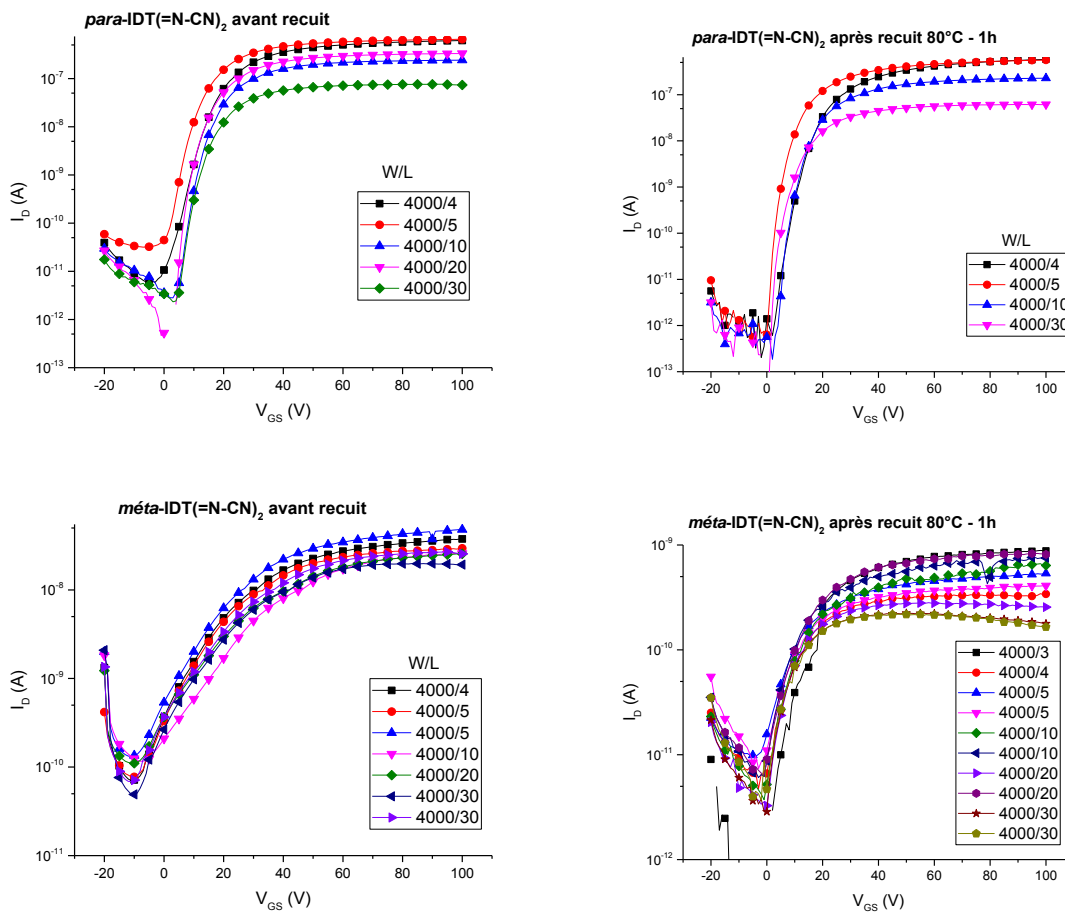 para-IDT(=N-CN)₂ avant recuit
10⁻⁷
10⁻⁸
10⁻⁹
10⁻¹⁰
10⁻¹¹
10⁻¹²
10⁻¹³
I_D (A)
W/L
4000/4
4000/5
4000/10
4000/20
4000/30
-20 0 20 40 60 80 100
V_GS (V)
para-IDT(=N-CN)₂ après recuit 80°C - 1h
10⁻⁷
10⁻⁸
10⁻⁹
10⁻¹⁰
10⁻¹¹
10⁻¹²
10⁻¹³
I_D (A)
W/L
4000/4
4000/5
4000/10
4000/30
-20 0 20 40 60 80 100
V_GS (V)
méta-IDT(=N-CN)₂ avant recuit
10⁻⁸
10⁻⁹
10⁻¹⁰
10⁻¹¹
I_D (A)
W/L
4000/4
4000/5
4000/5
4000/10
4000/20
4000/30
4000/30
-20 0 20 40 60 80 100
V_GS (V)
méta-IDT(=N-CN)₂ après recuit 80°C - 1h
10⁻⁹
10⁻¹⁰
10⁻¹¹
10⁻¹²
I_D (A)
4000/3
4000/4
4000/5
4000/5
4000/10
4000/10
4000/20
4000/20
4000/30
4000/30
-20 0 20 40 60 80 100
V_GS (V)